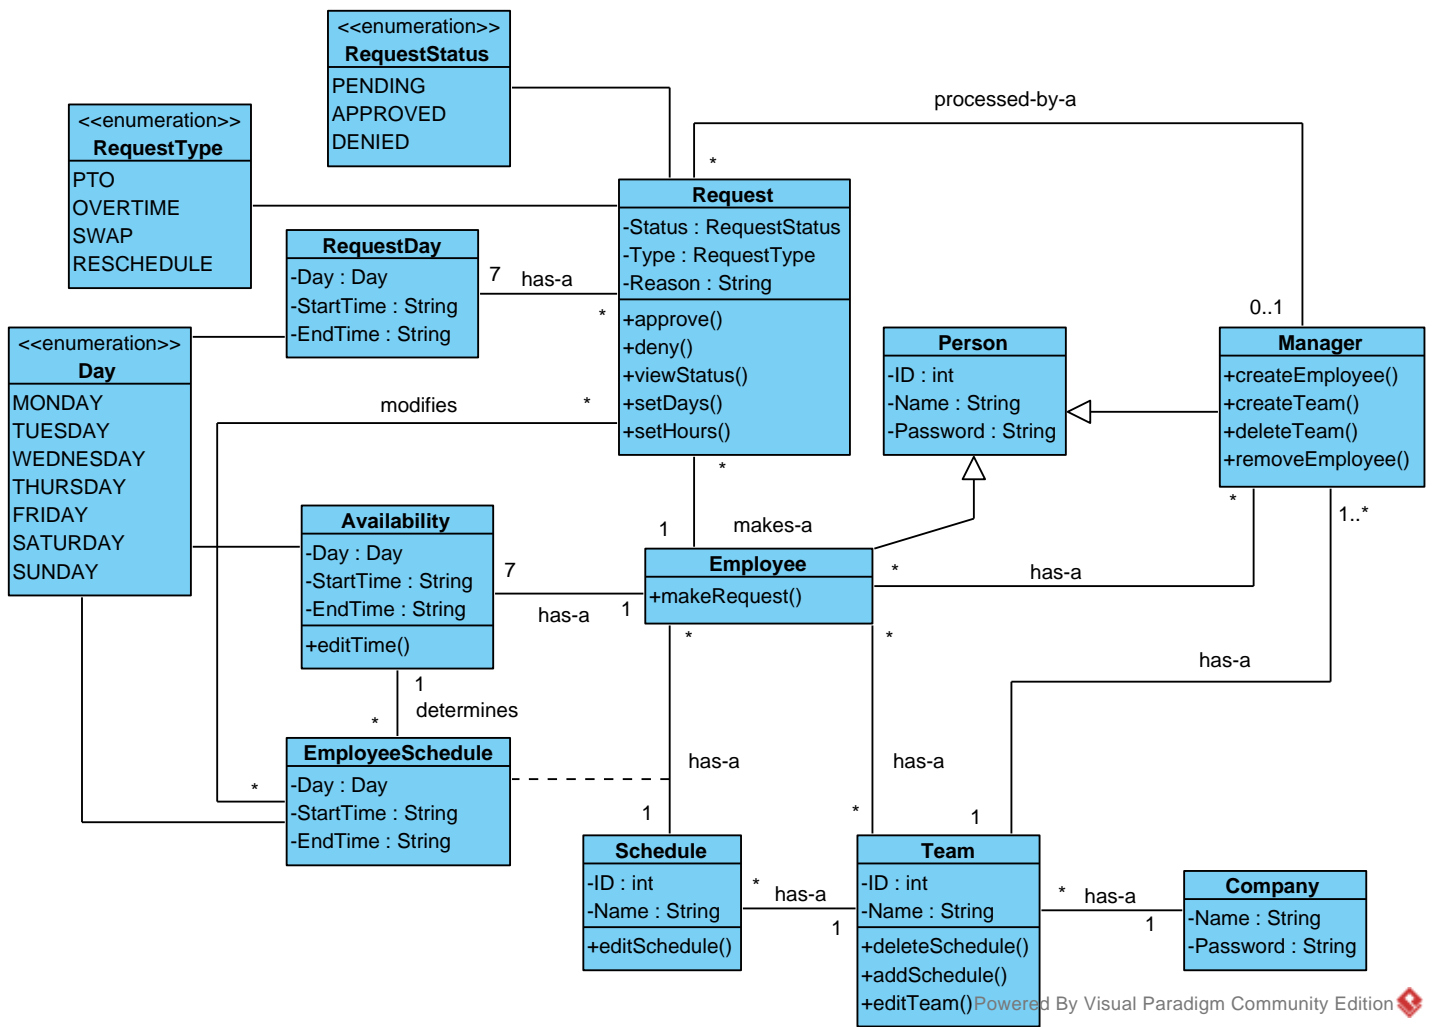 <<enumeration>>
RequestStatus
PENDING
APPROVED
DENIED
processed-by-a
<<enumeration>>
RequestType
PTO
OVERTIME
SWAP
RESCHEDULE
*
Request
-Status : RequestStatus
-Type : RequestType
-Reason : String
+approve()
+deny()
+viewStatus()
+setDays()
+setHours()
RequestDay
-Day : Day
-StartTime : String
-EndTime : String
7
has-a
*
0..1
<<enumeration>>
Day
MONDAY
TUESDAY
WEDNESDAY
THURSDAY
FRIDAY
SATURDAY
SUNDAY
Person
-ID : int
-Name : String
-Password : String
Manager
+createEmployee()
+createTeam()
+deleteTeam()
+removeEmployee()
modifies
*
*
1
makes-a
*
1..*
Availability
-Day : Day
-StartTime : String
-EndTime : String
+editTime()
7
has-a
1
Employee
+makeRequest()
*
has-a
*
*
has-a
1
determines
*
EmployeeSchedule
-Day : Day
-StartTime : String
-EndTime : String
*
has-a
has-a
1
*
1
Schedule
-ID : int
-Name : String
+editSchedule()
*
has-a
1
Team
-ID : int
-Name : String
+deleteSchedule()
+addSchedule()
+editTeam()
*
has-a
1
Company
-Name : String
-Password : String
Powered By Visual Paradigm Community Edition